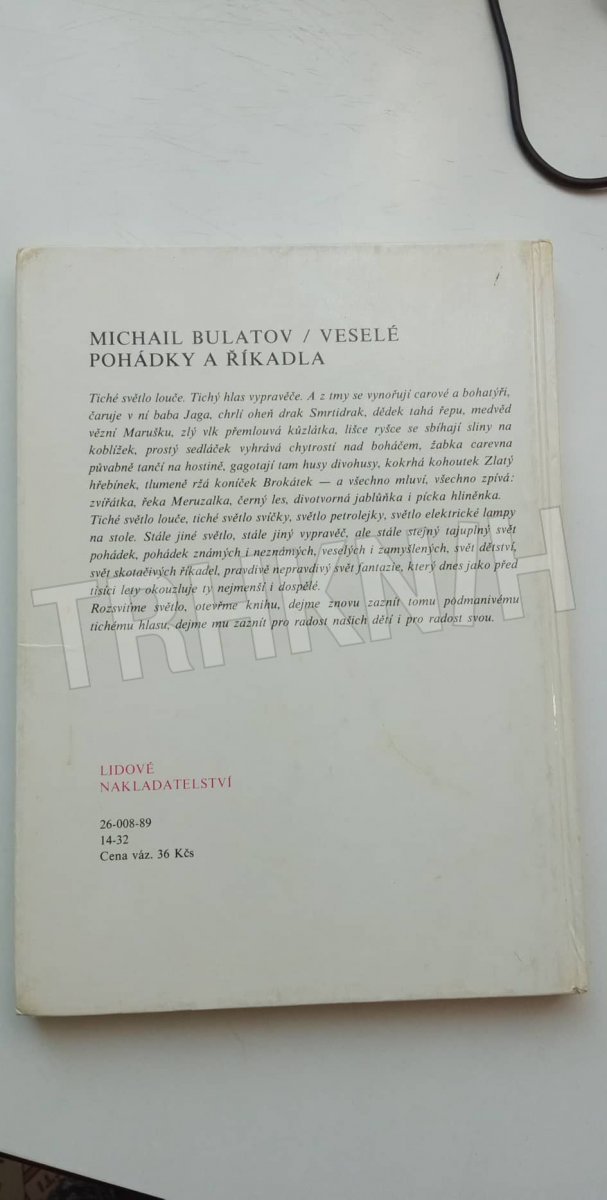 MICHAIL BULATOV / VESELÉ
POHÁDKY A ŘÍKADLA
Tiché světlo louče. Tichý hlas vypravěče. A z tmy se vynořují carové a bohatýři,
čaruje v ní baba Jaga, chrlí oheň drak Smrtidrak, dědek tahá řepu, medvěd
vězní Marušku, zlý vlk přemlouvá kůzlátka, lišce ryšce se sbíhají sliny na
koblížek, prostý sedláček vyhrává chytrostí nad boháčem, žabka carevna
půvabně tančí na hostině, gagotají tam husy divohusy, kokrhá kohoutek Zlatý
hřebínek, tlumeně ržá koníček Brokátek — a všechno mluví, všechno zpívá:
zvířátka, řeka Meruzalka, černý les, divotvorná jablůňka i pícka hliněnka.
Tiché světlo louče, tiché světlo svíčky, světlo petrolejky, světlo elektrické lampy
na stole. Stále jiné světlo, stále jiný vypravěč, ale stále stejný tajuplný svět
pohádek, pohádek známých i neznámých, veselých i zamyšlených, svět dětství,
svět skotačivých říkadel, pravdivě nepravdivý svět fantazie, který dnes jako před
tisíci lety okouzluje ty nejmenší i dospělé.
Rozsviťme světlo, otevřme knihu, dejme znovu zaznít tomu podmanivému
tichému hlasu, dejme mu zaznít pro radost našich dětí i pro radost svou.
TRHKNIH
LIDOVÉ
NAKLADATELSTVÍ
26-008-89
14-32
Cena váz. 36 Kčs